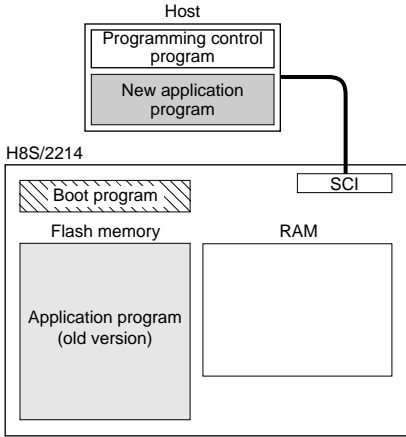 Host
Programming control
program
New application
program
H8S/2214
SCI
Boot program
Flash memory
RAM
Application program
(old version)